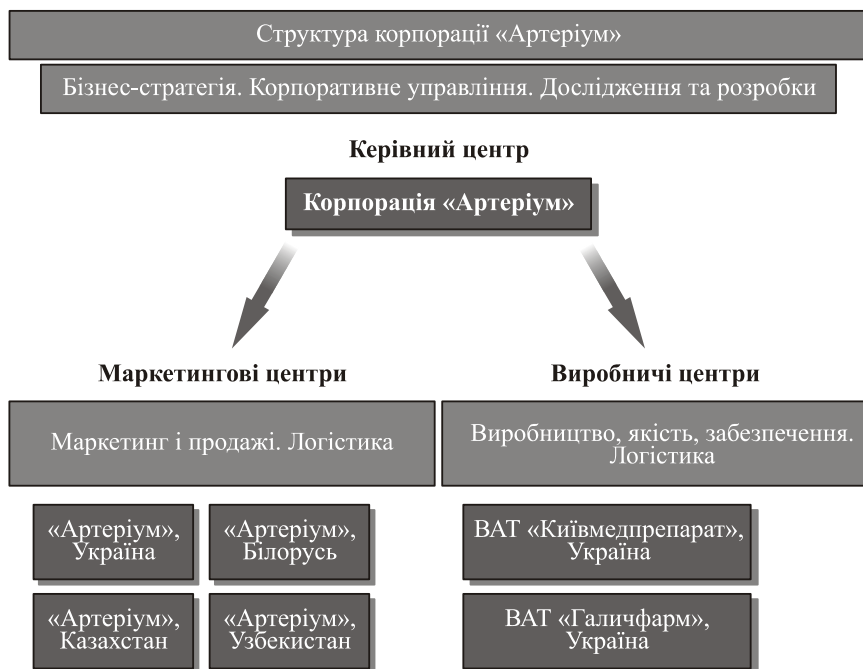 Структура корпорації «Артеріум»
Бізнес-стратегія. Корпоративне управління. Дослідження та розробки
Керівний центр
Корпорація «Артеріум»
Маркетингові центри
Маркетинг і продажі. Логістика
«Артеріум»,
Україна
«Артеріум»,
Білорусь
«Артеріум»,
Казахстан
«Артеріум»,
Узбекистан
Виробничі центри
Виробництво, якість, забезпечення.
Логістика
ВАТ «Київмедпрепарат»,
Україна
ВАТ «Галичфарм»,
Україна